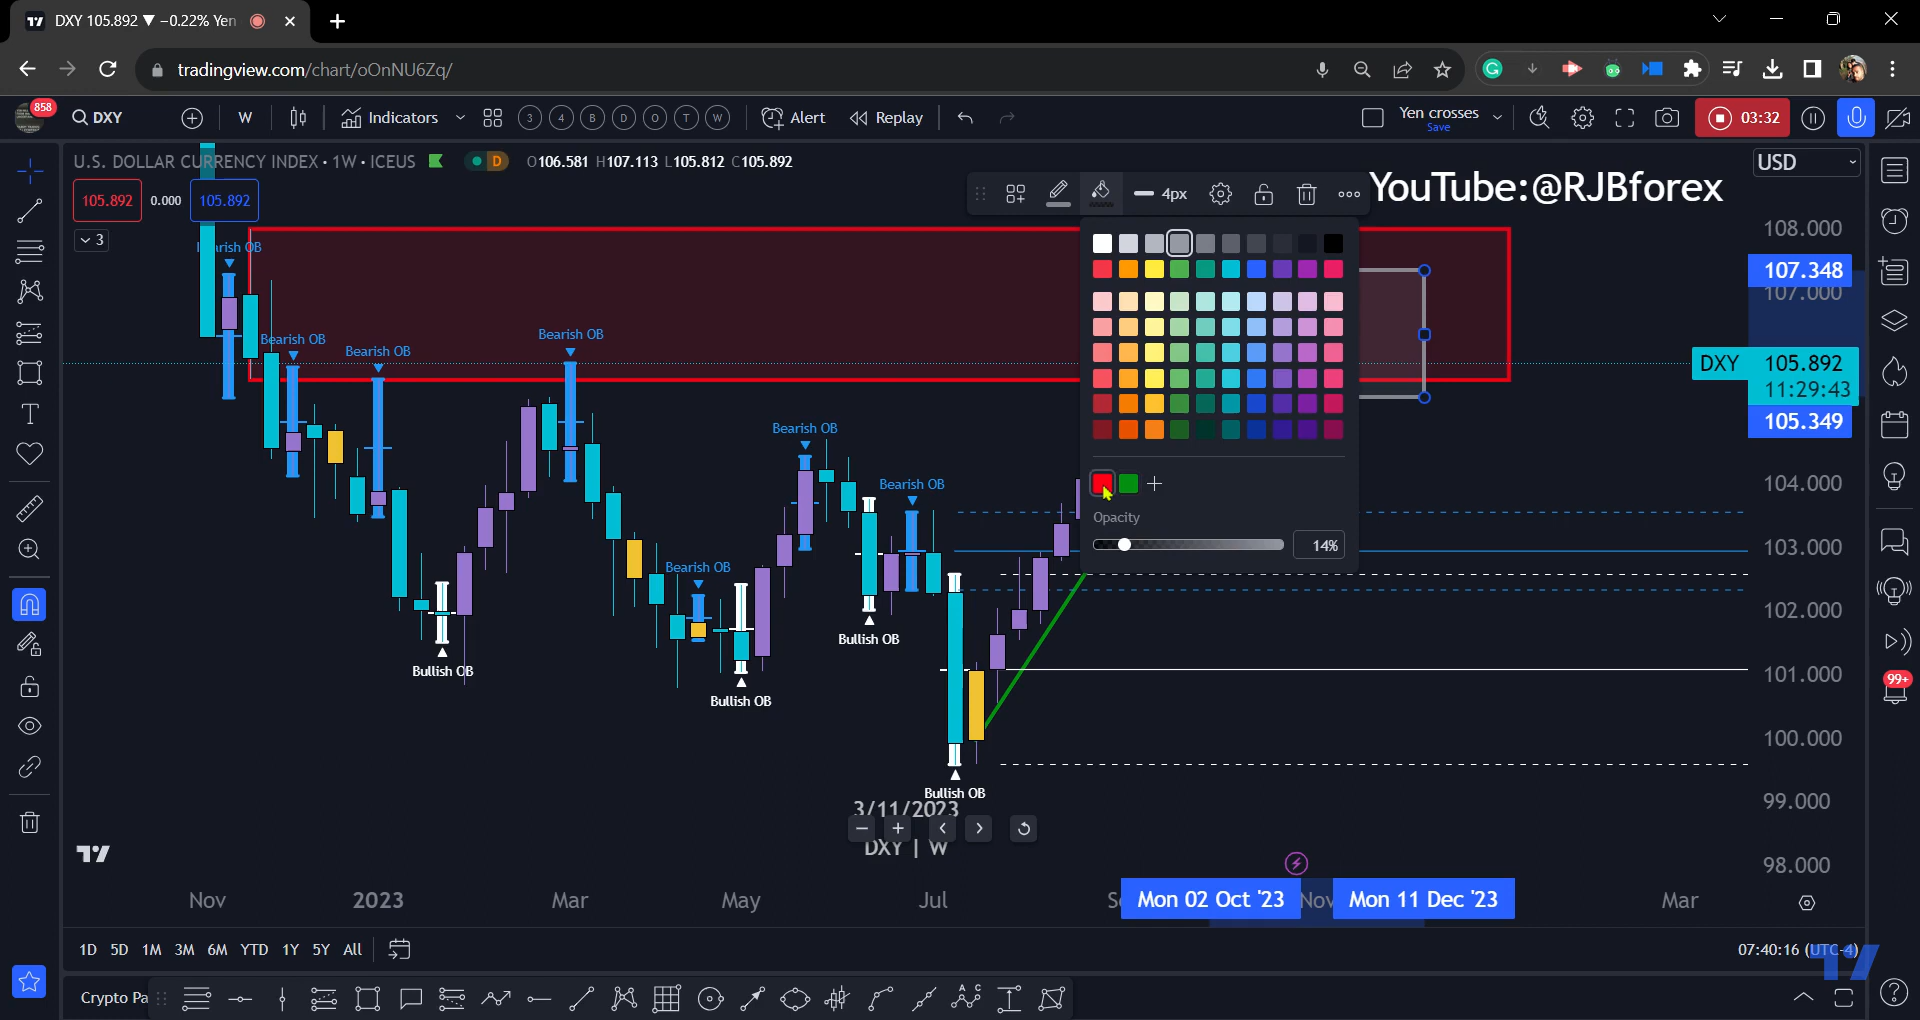 DXY 105.892 ▼ −0.22% Yen
tradingview.com/chart/oOnNU6Zq/
858
DXY
W
Indicators
3 4 B D O T W
Alert
Replay
Yen crosses
Save
03:32
U.S. DOLLAR CURRENCY INDEX · 1W · ICEUS
D
O106.581 H107.113 L105.812 C105.892
105.892 0.000 105.892
3
4px
YouTube:@RJBforex
USD
108.000
107.348
107.000
DXY 105.892
11:29:43
105.349
104.000
103.000
102.000
101.000
100.000
99.000
98.000
99+
Bearish OB
Bearish OB
Bearish OB
Bearish OB
Bearish OB
Bearish OB
Opacity
14%
Bearish OB
Bullish OB
Bullish OB
Bullish OB
Bullish OB
3/11/2023
DXY | W
Nov 2023 Mar May Jul Mon 02 Oct '23 Nov Mon 11 Dec '23 Mar
1D 5D 1M 3M 6M YTD 1Y 5Y All
07:40:16 (UTC-4)
Crypto Pa